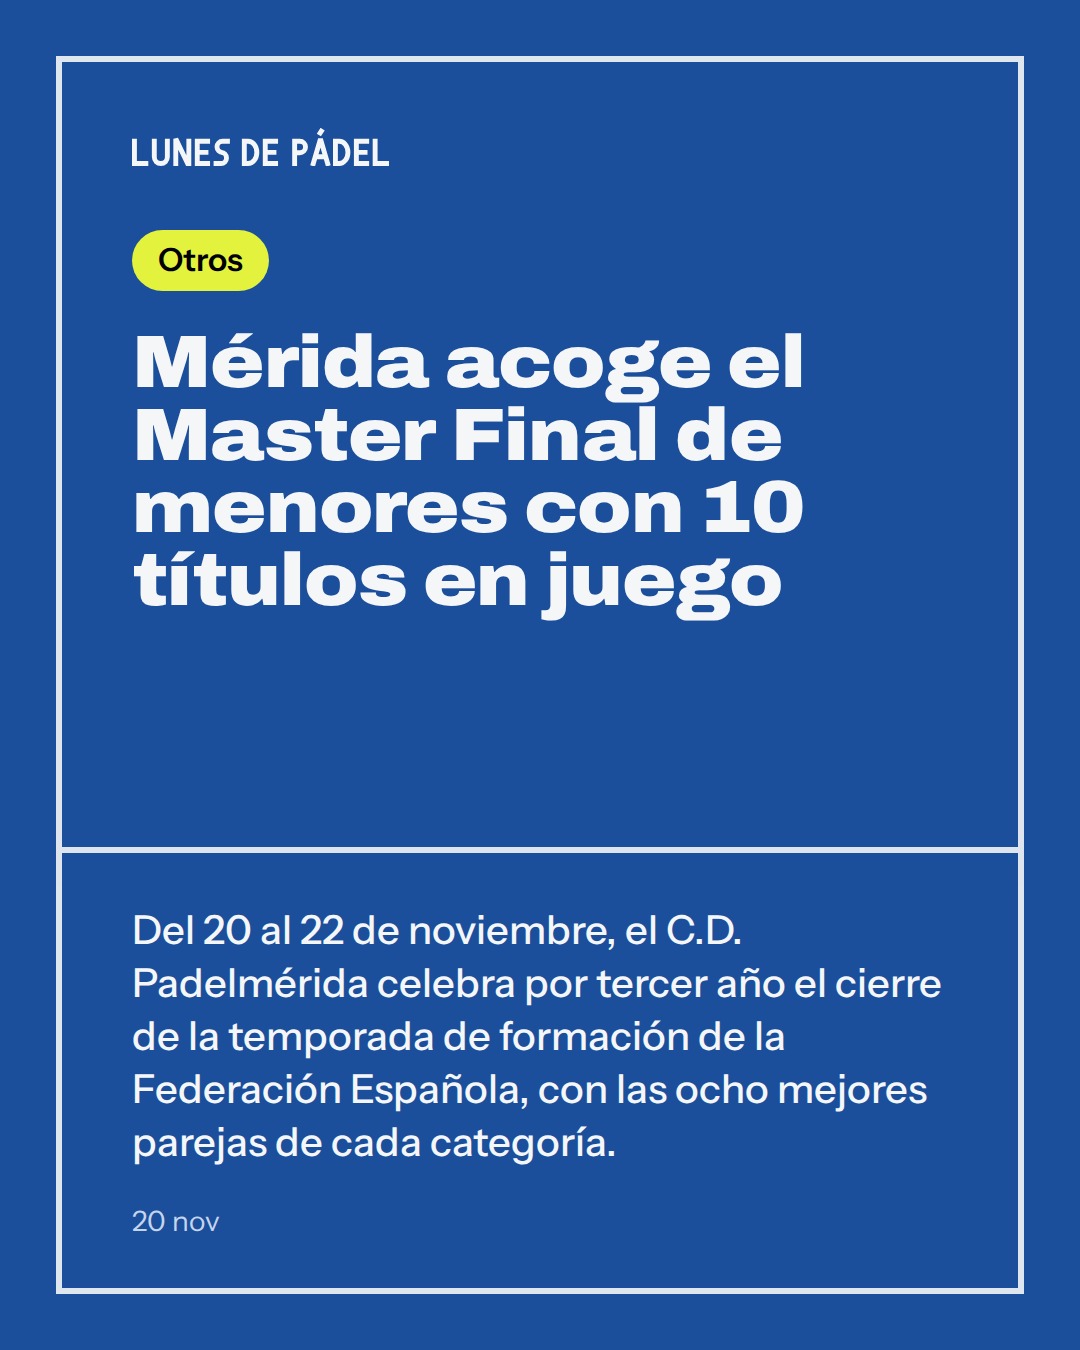 LUNES DE PÁDEL
Otros
Mérida acoge el
Master Final de
menores con 10
títulos en juego
Del 20 al 22 de noviembre, el C.D.
Padelmérida celebra por tercer año el cierre
de la temporada de formación de la
Federación Española, con las ocho mejores
parejas de cada categoría.
20 nov